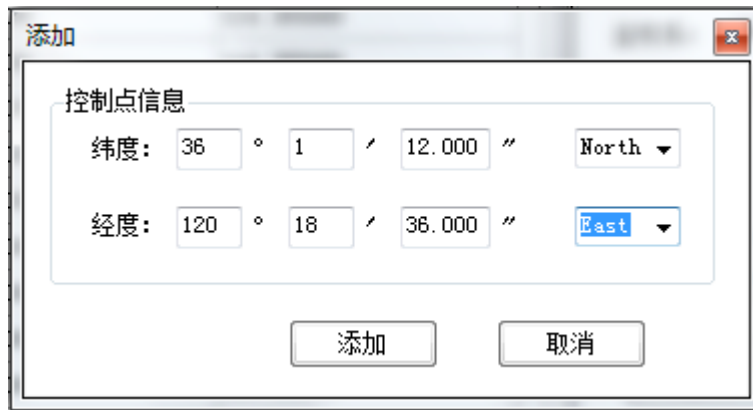 添加
控制点信息
纬度： 36 ° 1 ′ 12.000 ″ North
经度： 120 ° 18 ′ 36.000 ″ East
添加 取消